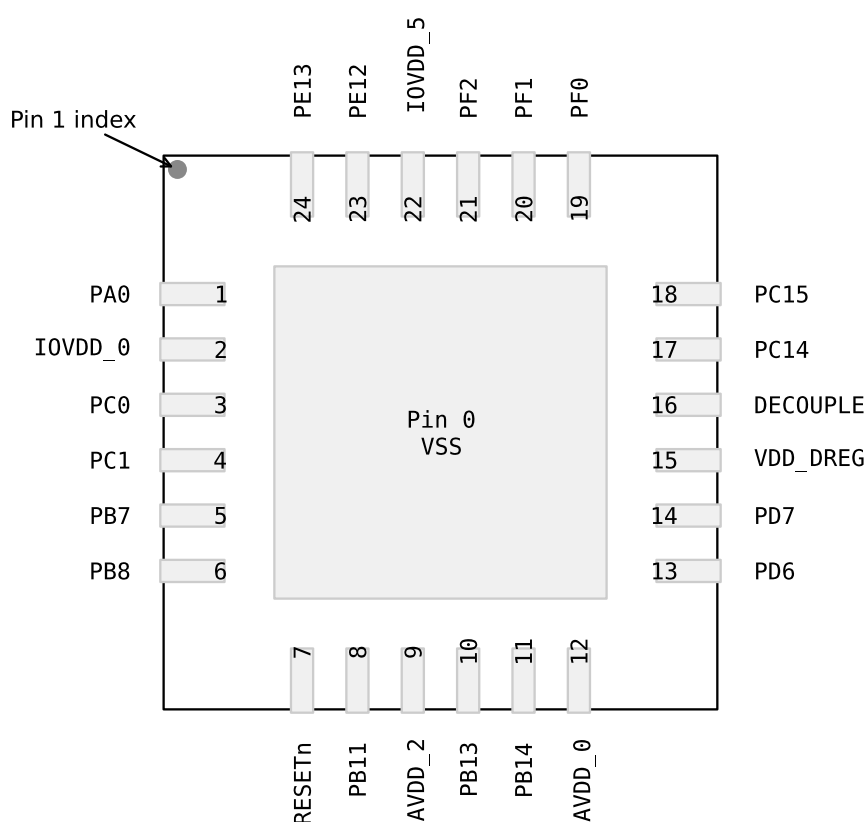 PE13 PE12 IOVDD_5 PF2 PF1 PF0
Pin 1 index
24 23 22 21 20 19
PA0 1 18 PC15
IOVDD_0 2 17 PC14
PC0 3 16 DECOUPLE
Pin 0
VSS
PC1 4 15 VDD_DREG
PB7 5 14 PD7
PB8 6 13 PD6
7 8 9 10 11 12
RESETn PB11 AVDD_2 PB13 PB14 AVDD_0